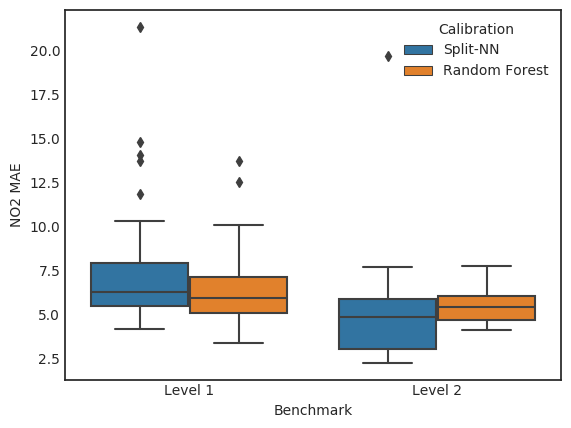 Calibration
Split-NN
Random Forest
NO2 MAE
20.0
17.5
15.0
12.5
10.0
7.5
5.0
2.5
Level 1
Level 2
Benchmark